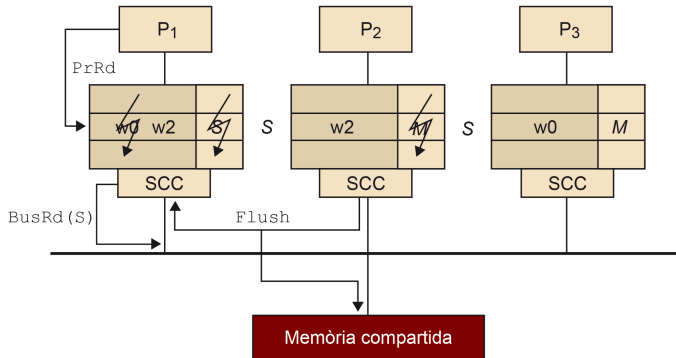 P1 P2 P3
PrRd
w0 w2 S S w2 M S w0 M
SCC SCC SCC
BusRd(S) Flush
Memòria compartida